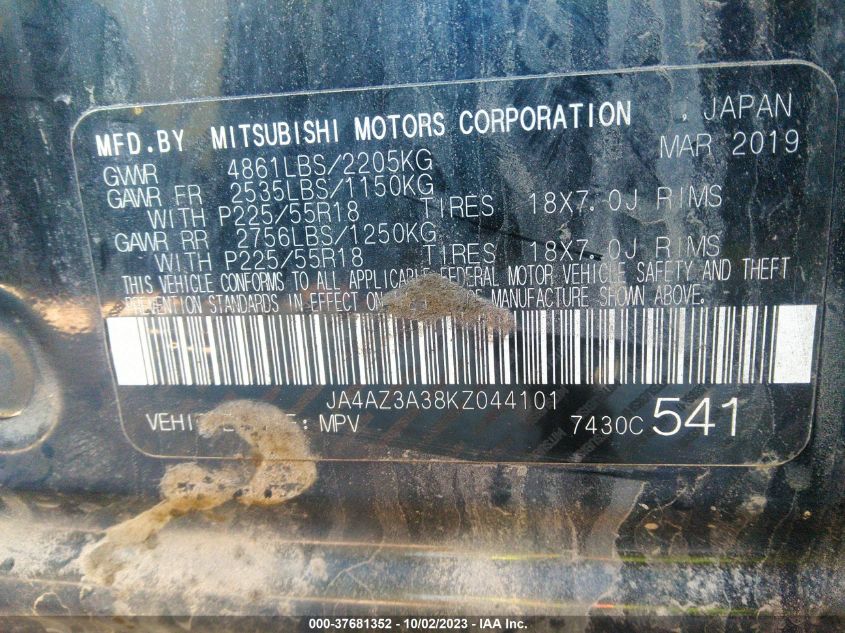 MFD.BY MITSUBISHI MOTORS CORPORATION , JAPAN
GVWR 4861LBS/2205KG MAR 2019
GAWR FR 2535LBS/1150KG
WITH P225/55R18 TIRES 18X7.0J RIMS
GAWR RR 2756LBS/1250KG
WITH P225/55R18 TIRES 18X7.0J RIMS
THIS VEHICLE CONFORMS TO ALL APPLICABLE FEDERAL MOTOR VEHICLE SAFETY AND THEFT
PREVENTION STANDARDS IN EFFECT ON OF MANUFACTURE SHOWN ABOVE.
JA4AZ3A38KZ044101
MPV 7430C 541
000-37681352 - 10/02/2023 - IAA Inc.